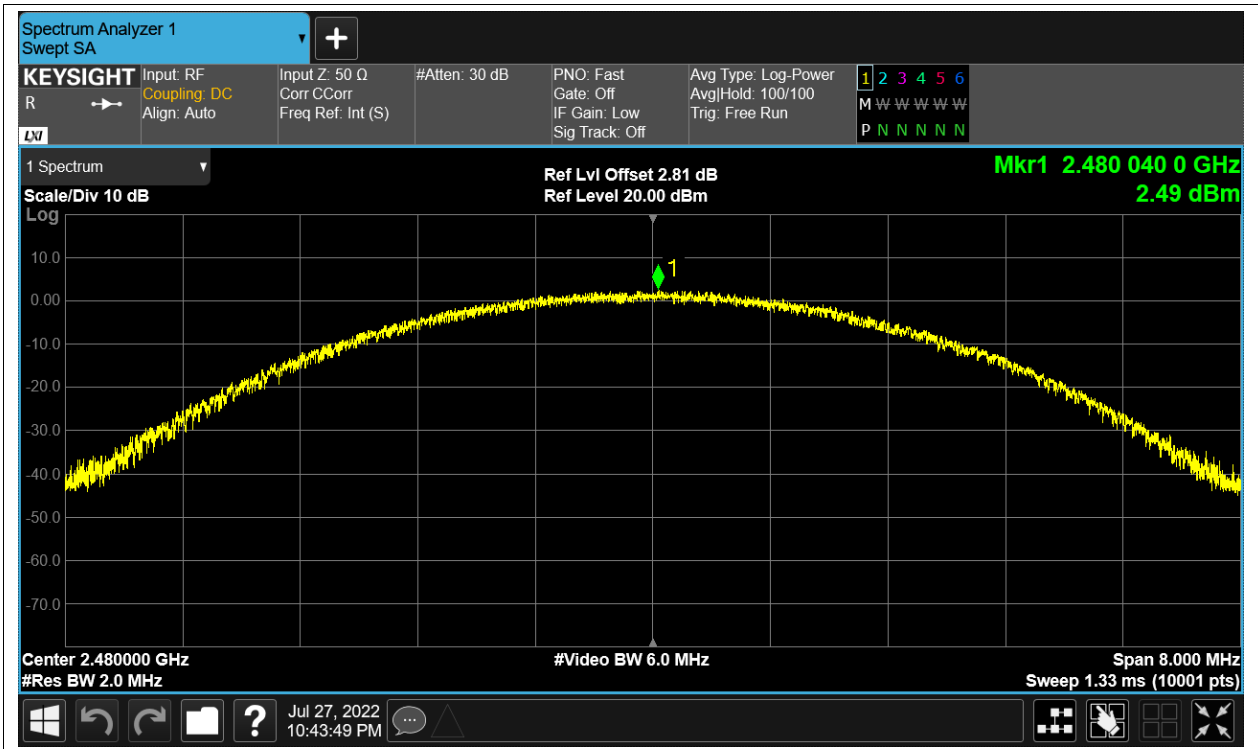 Spectrum Analyzer 1
Swept SA
KEYSIGHT
R
LXI
Input: RF
Coupling: DC
Align: Auto
Input Z: 50 Ω
Corr CCorr
Freq Ref: Int (S)
#Atten: 30 dB
PNO: Fast
Gate: Off
IF Gain: Low
Sig Track: Off
Avg Type: Log-Power
Avg|Hold: 100/100
Trig: Free Run
1 2 3 4 5 6
M W W W W W
P N N N N N
1 Spectrum
Scale/Div 10 dB
Log
Ref Lvl Offset 2.81 dB
Ref Level 20.00 dBm
Mkr1 2.480 040 0 GHz
2.49 dBm
1
10.0
0.00
-10.0
-20.0
-30.0
-40.0
-50.0
-60.0
-70.0
Center 2.480000 GHz
#Res BW 2.0 MHz
#Video BW 6.0 MHz
Span 8.000 MHz
Sweep 1.33 ms (10001 pts)
?
Jul 27, 2022
10:43:49 PM